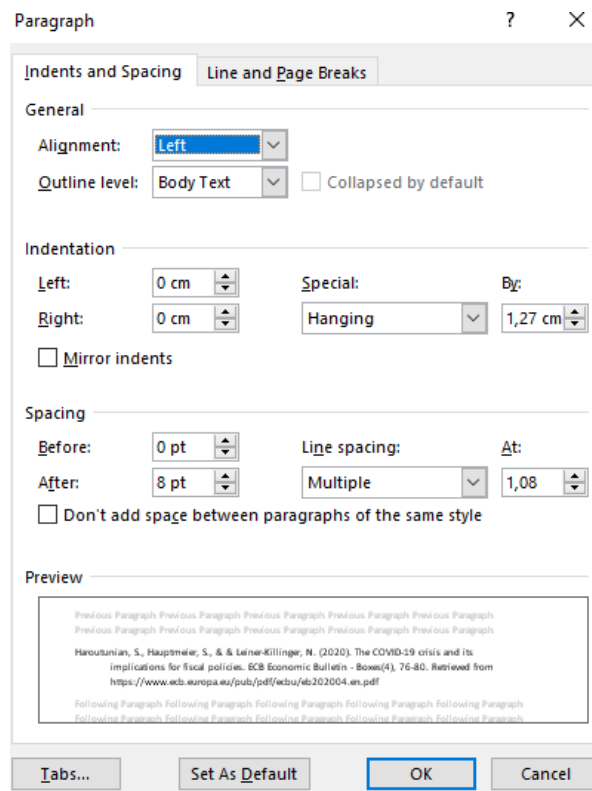 Paragraph ? ×
Indents and Spacing Line and Page Breaks
General
Alignment: Left
Outline level: Body Text Collapsed by default
Indentation
Left: 0 cm Special: By:
Right: 0 cm Hanging 1,27 cm
Mirror indents
Spacing
Before: 0 pt Line spacing: At:
After: 8 pt Multiple 1,08
Don't add space between paragraphs of the same style
Preview
Previous Paragraph Previous Paragraph Previous Paragraph Previous Paragraph Previous Paragraph
Previous Paragraph Previous Paragraph Previous Paragraph Previous Paragraph Previous Paragraph
Haroutunian, S., Hauptmeier, S., & & Leiner-Killinger, N. (2020). The COVID-19 crisis and its
implications for fiscal policies. ECB Economic Bulletin - Boxes(4), 76-80. Retrieved from
https://www.ecb.europa.eu/pub/pdf/ecbu/eb202004.en.pdf
Following Paragraph Following Paragraph Following Paragraph Following Paragraph Following Paragraph
Following Paragraph Following Paragraph Following Paragraph Following Paragraph Following Paragraph
Tabs... Set As Default OK Cancel